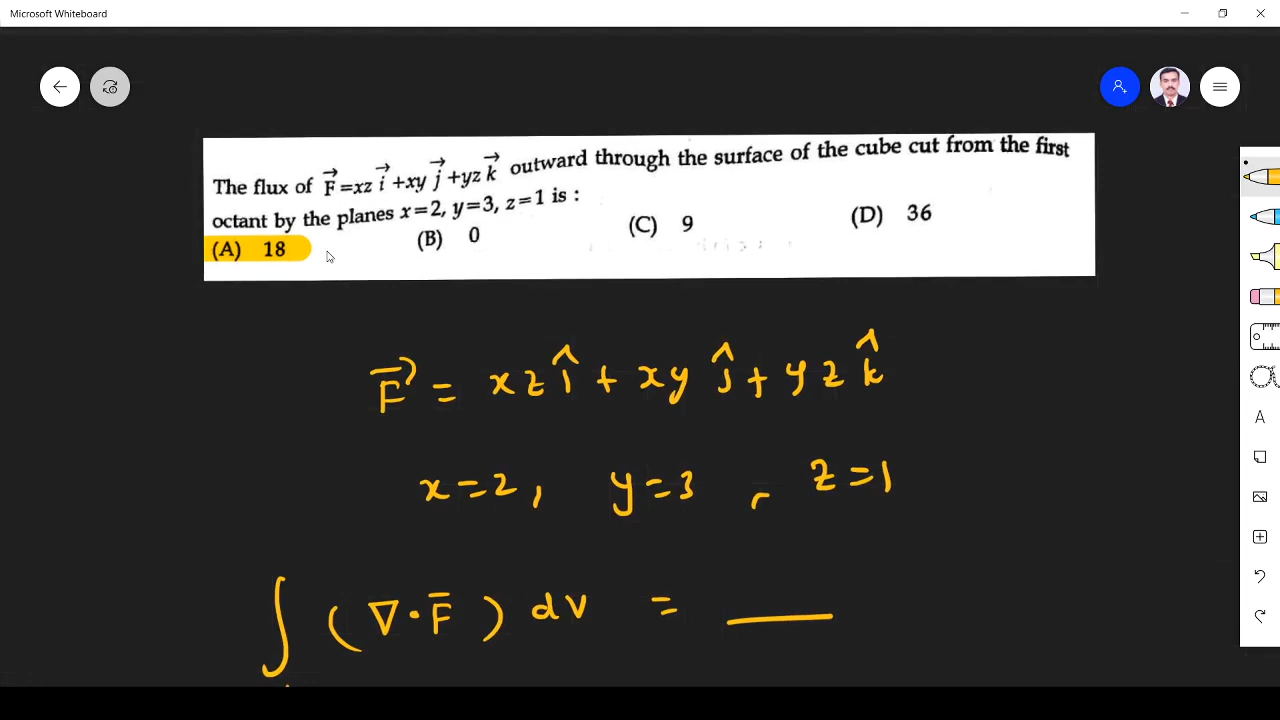 Microsoft Whiteboard
The flux of F⃗=xz i⃗ +xy j⃗ +yz k⃗ outward through the surface of the cube cut from the first
octant by the planes x=2, y=3, z=1 is :
(A) 18 (B) 0 (C) 9 (D) 36
F⃗ = xz î + xy ĵ + yz k̂
x=2, y=3, z=1
∫ (∇·F̄) dV = ___
A